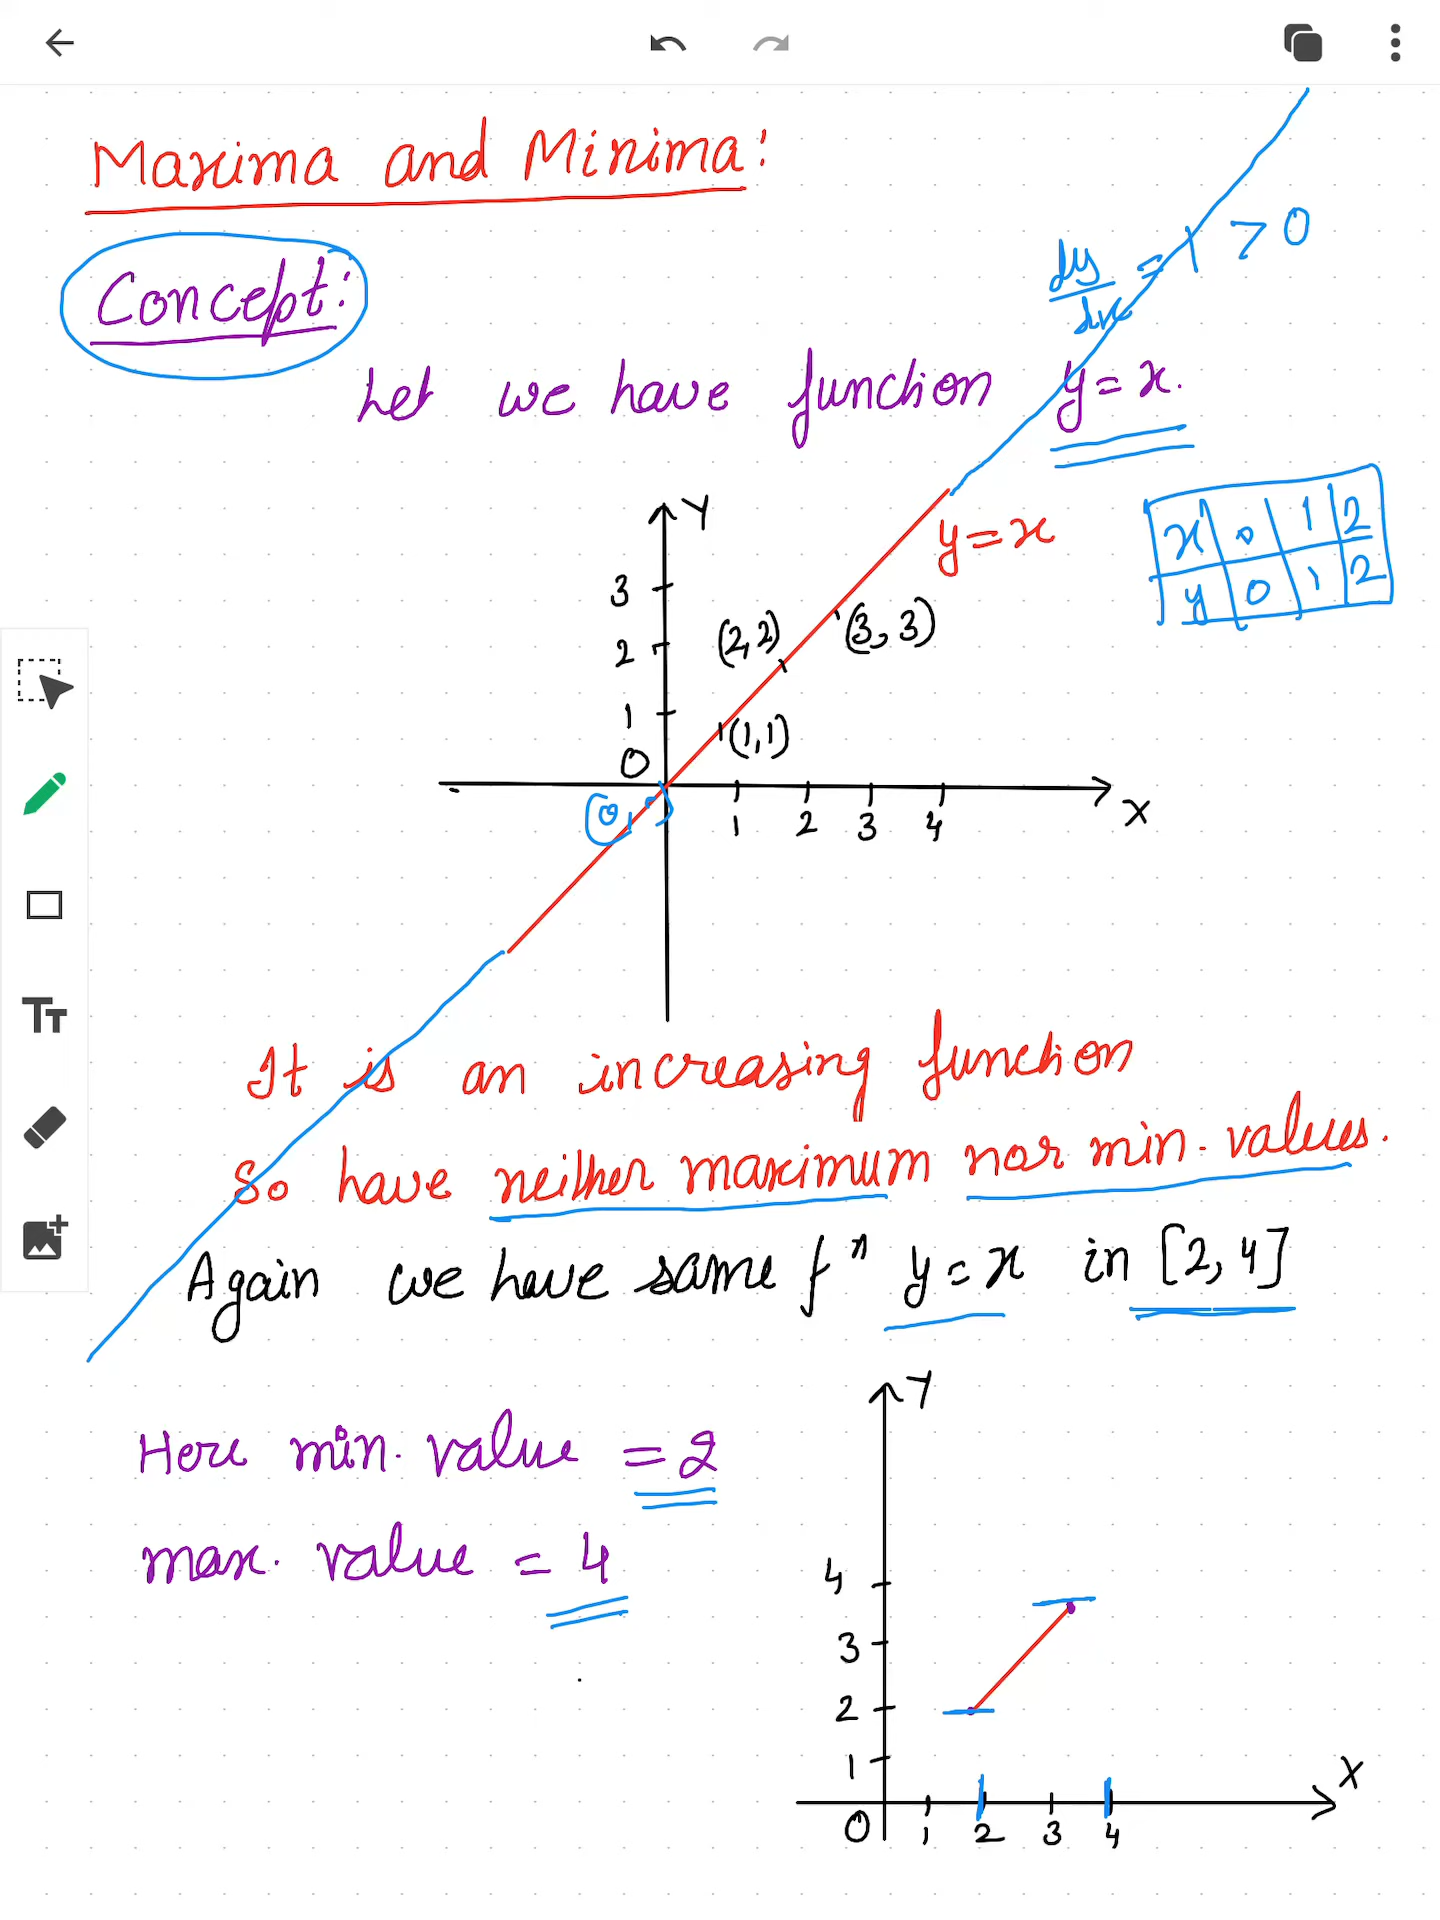 Maxima and Minima:
Concept:
dy/dx = 1 > 0
Let we have function y=x.
Y
y=x
x 0 1 2
y 0 1 2
3
2
1
0
(2,2)
(3,3)
(1,1)
(0,
1 2 3 4
X
It is an increasing function
So have neither maximum nor min. values.
Again we have same fn y=x in [2,4]
Here min. value = 2
max. value = 4
Y
4
3
2
1
0
1 2 3 4
X
TT